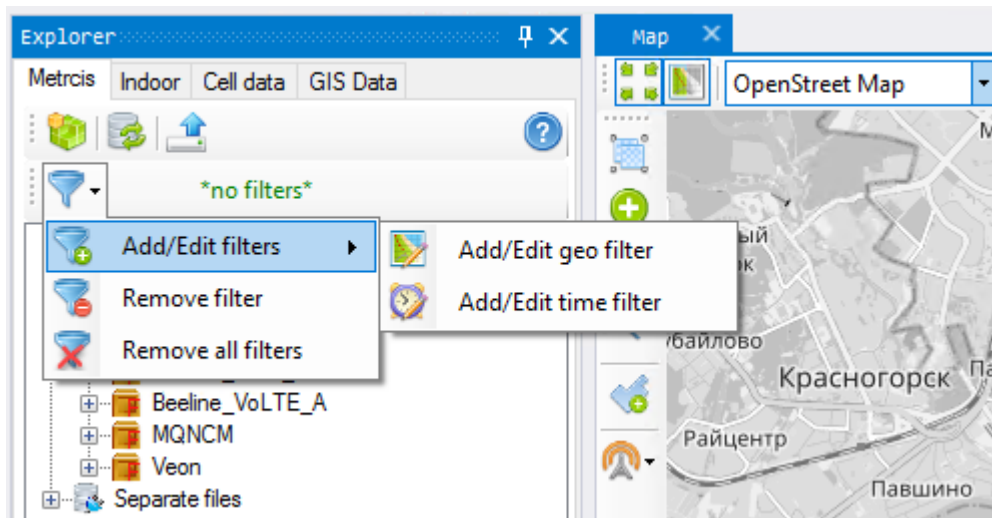 Explorer
Map
Metrcis Indoor Cell data GIS Data
OpenStreet Map
*no filters*
Add/Edit filters
Add/Edit geo filter
Remove filter
Add/Edit time filter
Remove all filters
Красногорск
Beeline_VoLTE_A
MQNCM
Райцентр
Veon
Павшино
Separate files